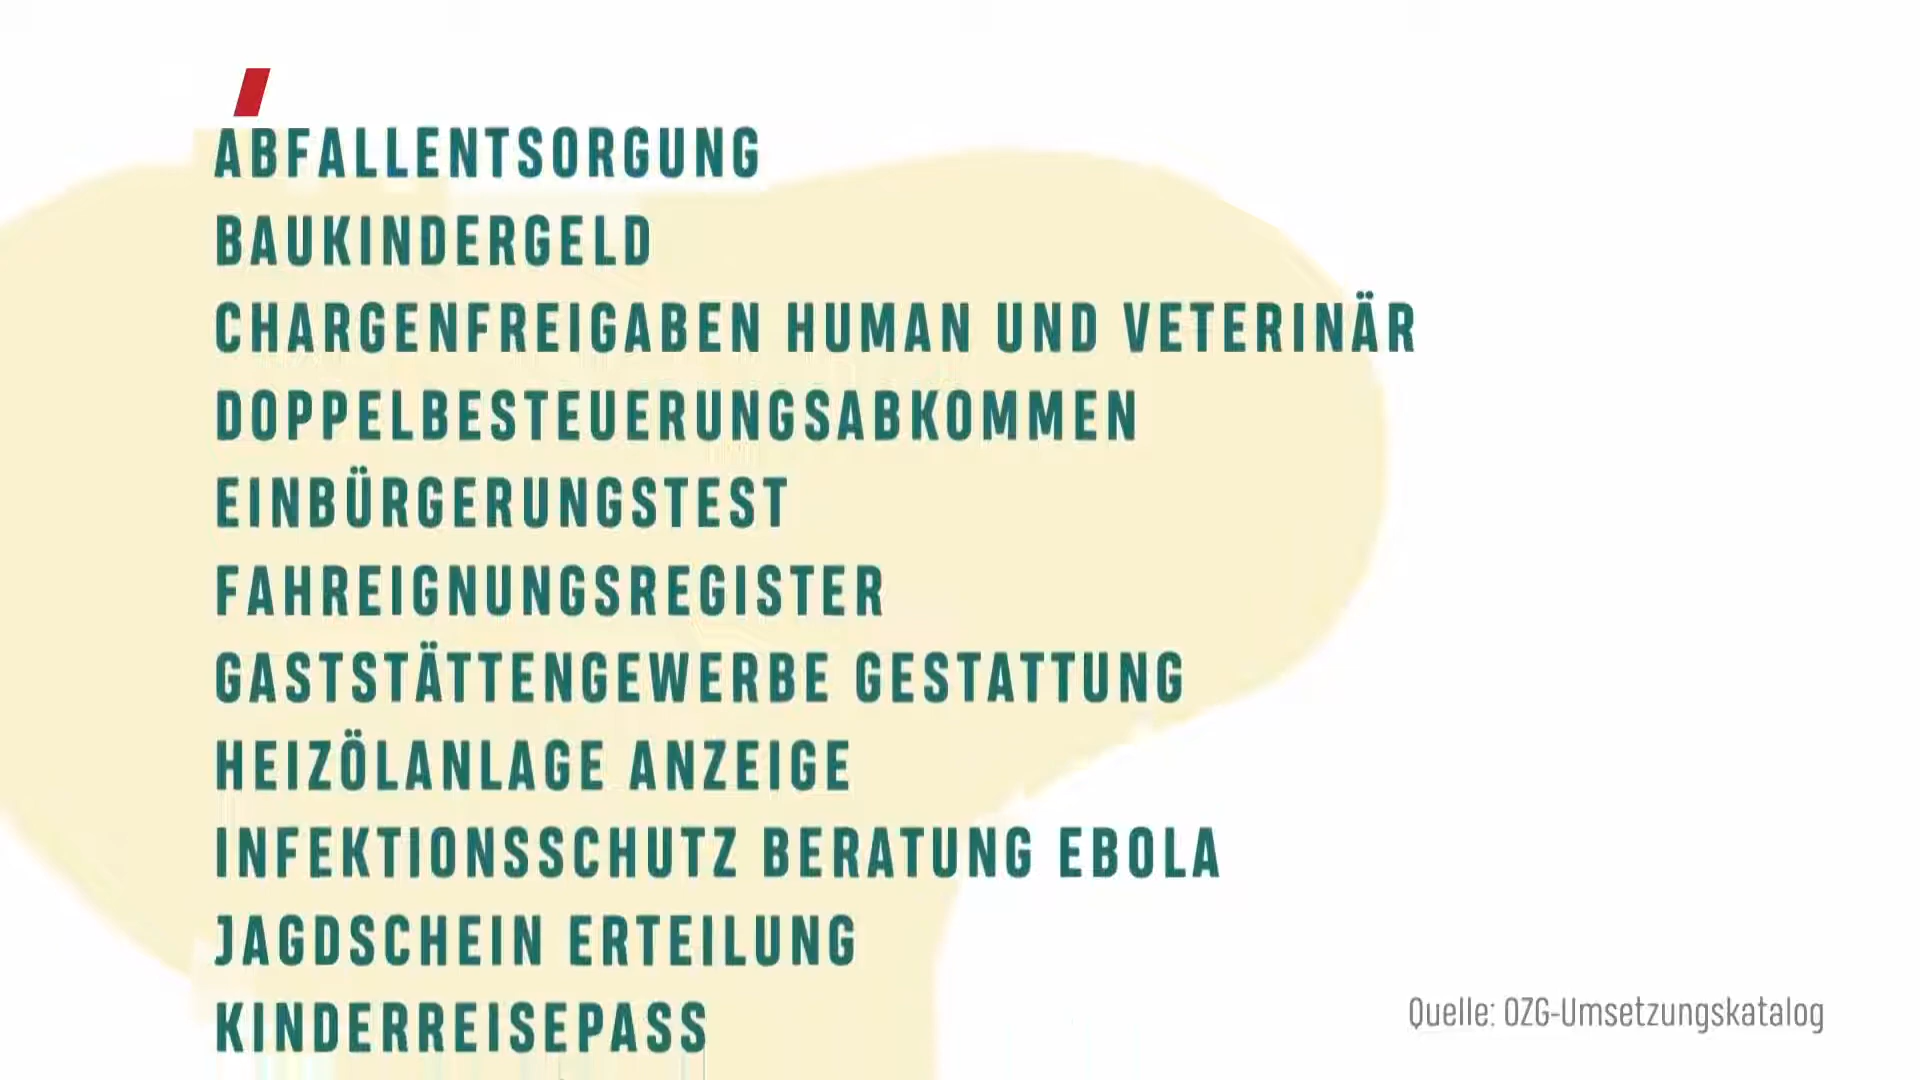 ABFALLENTSORGUNG
BAUKINDERGELD
CHARGENFREIGABEN HUMAN UND VETERINÄR
DOPPELBESTEUERUNGSABKOMMEN
EINBÜRGERUNGSTEST
FAHREIGNUNGSREGISTER
GASTSTÄTTENGEWERBE GESTATTUNG
HEIZÖLANLAGE ANZEIGE
INFEKTIONSSCHUTZ BERATUNG EBOLA
JAGDSCHEIN ERTEILUNG
KINDERREISEPASS
Quelle: OZG-Umsetzungskatalog